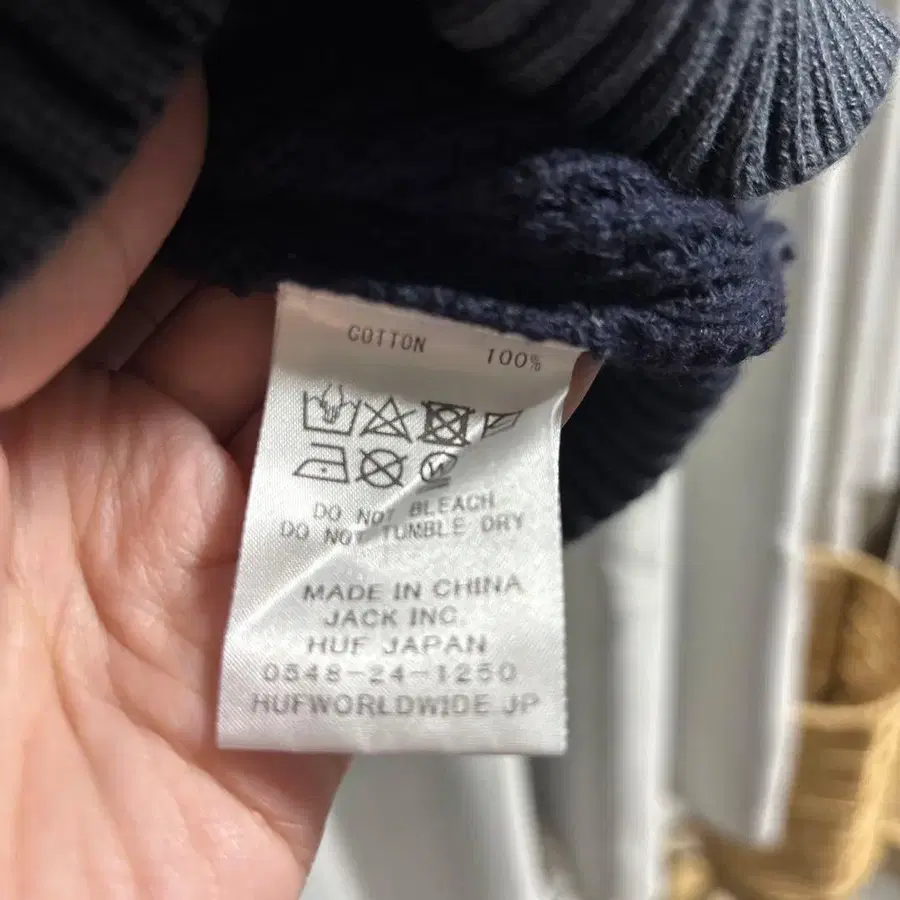 COTTON 100%
DO NOT BLEACH
DO NOT TUMBLE DRY
MADE IN CHINA
JACK INC.
HUF JAPAN
0548-24-1250
HUFWORLDWIDE.JP